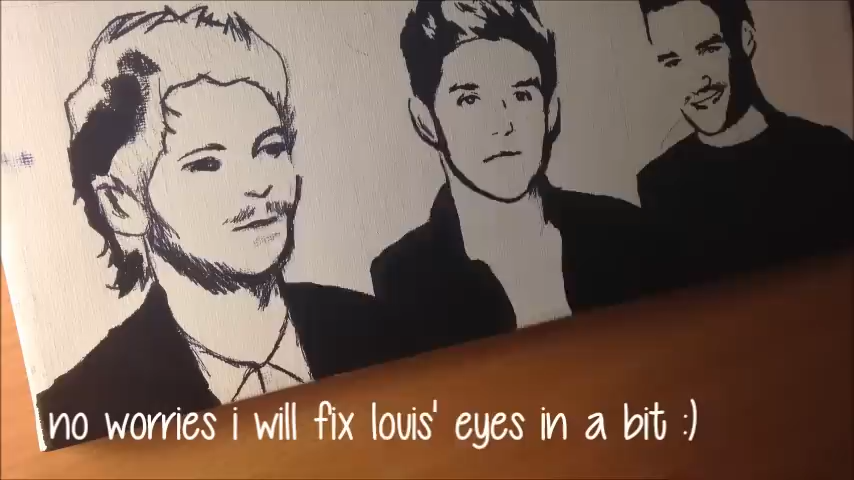 no worries i will fix louis' eyes in a bit :)